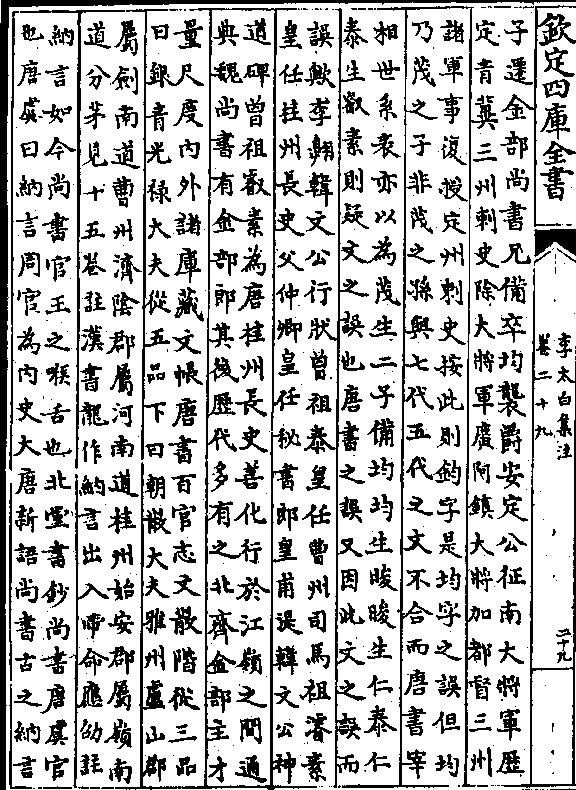 欽定四庫全書
李太白集注
卷二十九
二十九
子遷金部尚書兄備卒均襲爵安定公征南大將軍歷
定青冀三州刺史除大將軍廣阿鎮大將加都督三州
諸軍事復授定州刺史按此則鈞字是均字之誤但均
乃茂之子非茂之孫與七代五代之文不合而唐書宰
相世系表亦以為茂生二子備均均生晙晙生仁泰仁
泰生叡素則疑文之誤也唐書之誤又因此文之誤而
誤歟李翺韓文公行狀曾祖泰皇任曹州司馬祖濬素
皇任桂州長史父仲卿皇任秘書郎皇甫湜韓文公神
道碑曾祖叡素為唐桂州長史善化行於江嶺之間通
典魏尚書有金部郎其後歷代多有之北齊金部主才
量尺度內外諸庫藏文帳唐書百官志文散階從三品
曰銀青光祿大夫從五品下曰朝散大夫雅州盧山郡
屬劍南道曹州濟陰郡屬河南道桂州始安郡屬嶺南
道分茅見十五卷註漢書龍作納言出入帝命應劭註
納言如今尚書官王之喉舌也北堂書鈔尚書唐虞官
也唐虞曰納言周官為內史大唐新語尚書古之納言